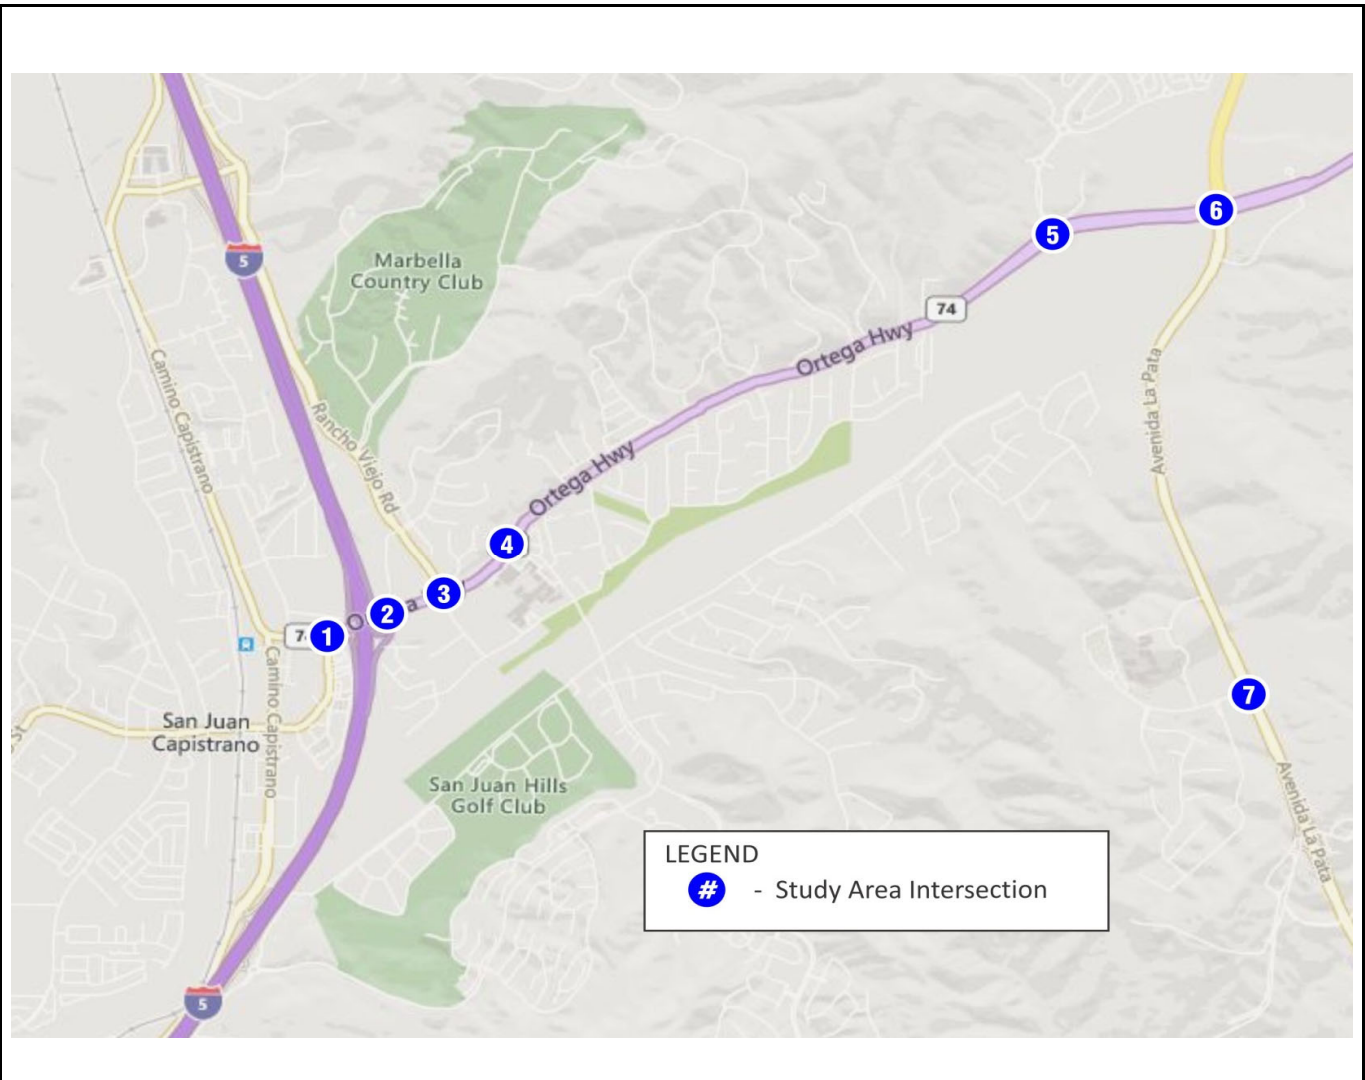 6
5
5
Marbella
Country Club
74
Ortega Hwy
Camino Capistrano
Avenida La Pata
Rancho Viejo Rd
Ortega Hwy
4
3
2
a
O
1
7
Camino Capistrano
7
San Juan
Capistrano
St
Avenida La Pata
San Juan Hills
Golf Club
LEGEND
# - Study Area Intersection
5